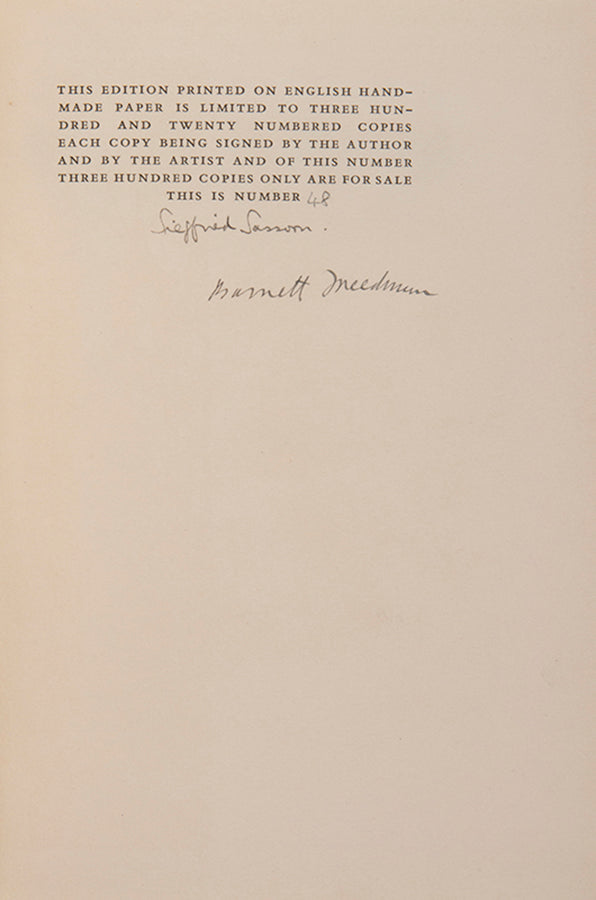 THIS EDITION PRINTED ON ENGLISH HAND-
MADE PAPER IS LIMITED TO THREE HUN-
DRED AND TWENTY NUMBERED COPIES
EACH COPY BEING SIGNED BY THE AUTHOR
AND BY THE ARTIST AND OF THIS NUMBER
THREE HUNDRED COPIES ONLY ARE FOR SALE
THIS IS NUMBER 48
Siegfried Sassoon.
Barnett Freedman